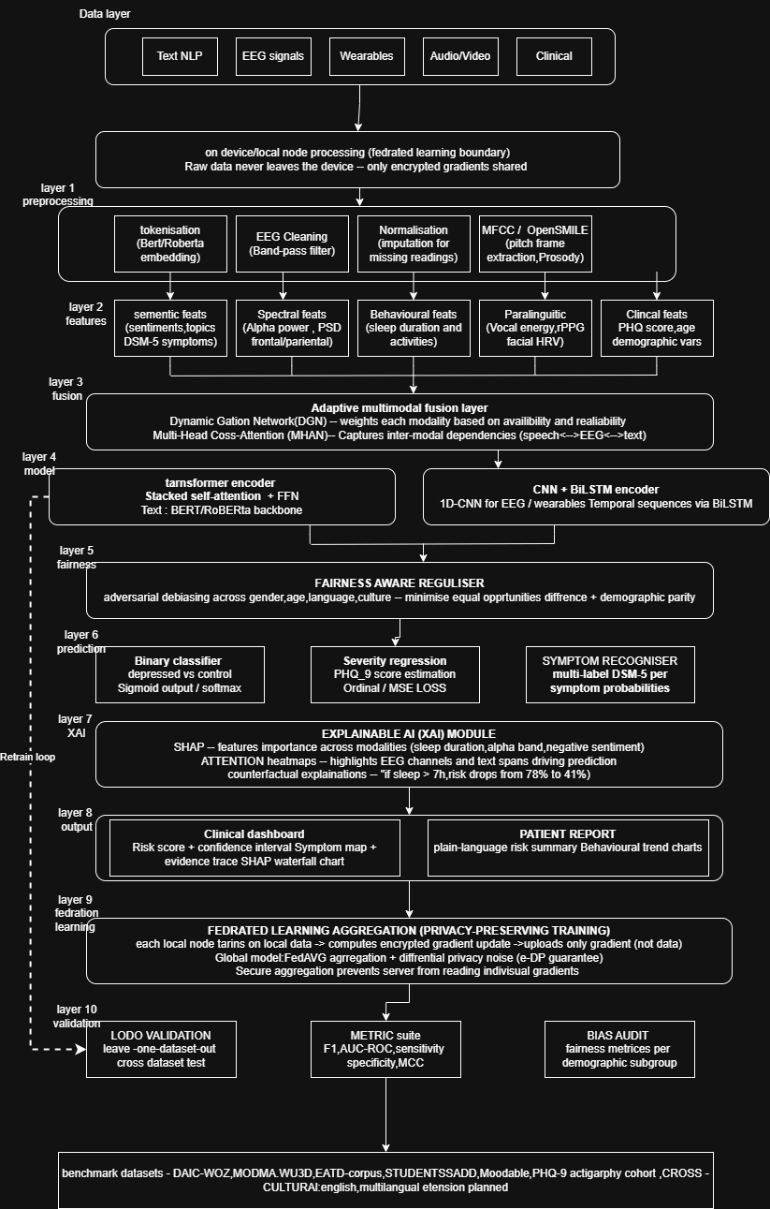 Data layer
Text NLP
EEG signals
Wearables
Audio/Video
Clinical
on device/local node processing (fedrated learning boundary)
Raw data never leaves the device -- only encrypted gradients shared
layer 1
preprocessing
tokenisation
(Bert/Roberta
embedding)
EEG Cleaning
(Band-pass filter)
Normalisation
(imputation for
missing readings)
MFCC / OpenSMILE
(pitch frame
extraction,Prosody)
layer 2
features
sementic feats
(sentiments,topics
DSM-5 symptoms)
Spectral feats
(Alpha power , PSD
frontal/pariental)
Behavioural feats
(sleep duration and
activities)
Paralinguitic
(Vocal energy,rPPG
facial HRV)
Clincal feats
PHQ score,age
demographic vars
layer 3
fusion
Adaptive multimodal fusion layer
Dynamic Gation Network(DGN) -- weights each modality based on availibility and realiability
Multi-Head Coss-Attention (MHAN)-- Captures inter-modal dependencies (speech<-->EEG<-->text)
layer 4
model
tarnsformer encoder
Stacked self-attention + FFN
Text : BERT/RoBERta backbone
CNN + BiLSTM encoder
1D-CNN for EEG / wearables Temporal sequences via BiLSTM
layer 5
fairness
FAIRNESS AWARE REGULISER
adversarial debiasing across gender,age,language,culture -- minimise equal opprtunities diffrence + demographic parity
layer 6
prediction
Binary classifier
depressed vs control
Sigmoid output / softmax
Severity regression
PHQ_9 score estimation
Ordinal / MSE LOSS
SYMPTOM RECOGNISER
multi-label DSM-5 per
symptom probabilities
layer 7
XAI
EXPLAINABLE AI (XAI) MODULE
SHAP -- features importance across modalities (sleep duration,alpha band,negative sentiment)
ATTENTION heatmaps -- highlights EEG channels and text spans driving prediction
counterfactual explainations -- "if sleep > 7h,risk drops from 78% to 41%)
Retrain loop
layer 8
output
Clinical dashboard
Risk score + confidence interval Symptom map +
evidence trace SHAP waterfall chart
PATIENT REPORT
plain-language risk summary Behavioural trend charts
layer 9
fedration
learning
FEDRATED LEARNING AGGREGATION (PRIVACY-PRESERVING TRAINING)
each local node tarins on local data -> computes encrypted gradient update ->uploads only gradient (not data)
Global model:FedAVG agrregation + diffrential privacy noise (e-DP guarantee)
Secure aggregation prevents server from reading indivisual gradients
layer 10
validation
LODO VALIDATION
leave -one-dataset-out
cross dataset test
METRIC suite
F1,AUC-ROC,sensitivity
specificity,MCC
BIAS AUDIT
fairness metrices per
demographic subgroup
benchmark datasets - DAIC-WOZ,MODMA.WU3D,EATD-corpus,STUDENTSSADD,Moodable,PHQ-9 actigarphy cohort ,CROSS -
CULTURAl:english,multilangual etension planned